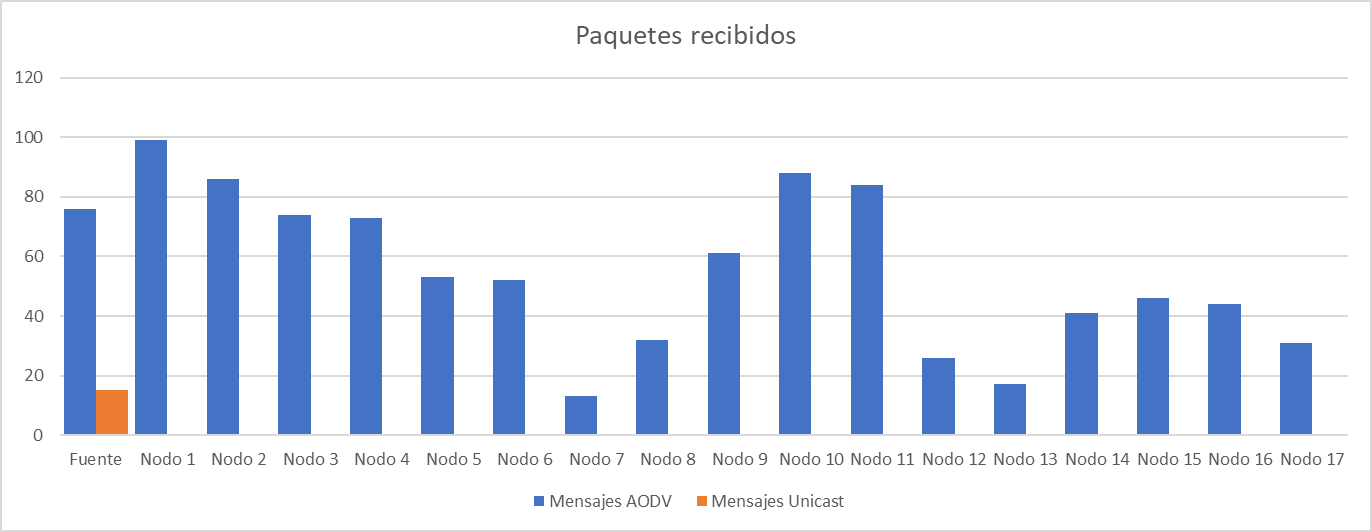 Paquetes recibidos
120
100
80
60
40
20
0
Fuente Nodo 1 Nodo 2 Nodo 3 Nodo 4 Nodo 5 Nodo 6 Nodo 7 Nodo 8 Nodo 9 Nodo 10 Nodo 11 Nodo 12 Nodo 13 Nodo 14 Nodo 15 Nodo 16 Nodo 17
Mensajes AODV Mensajes Unicast